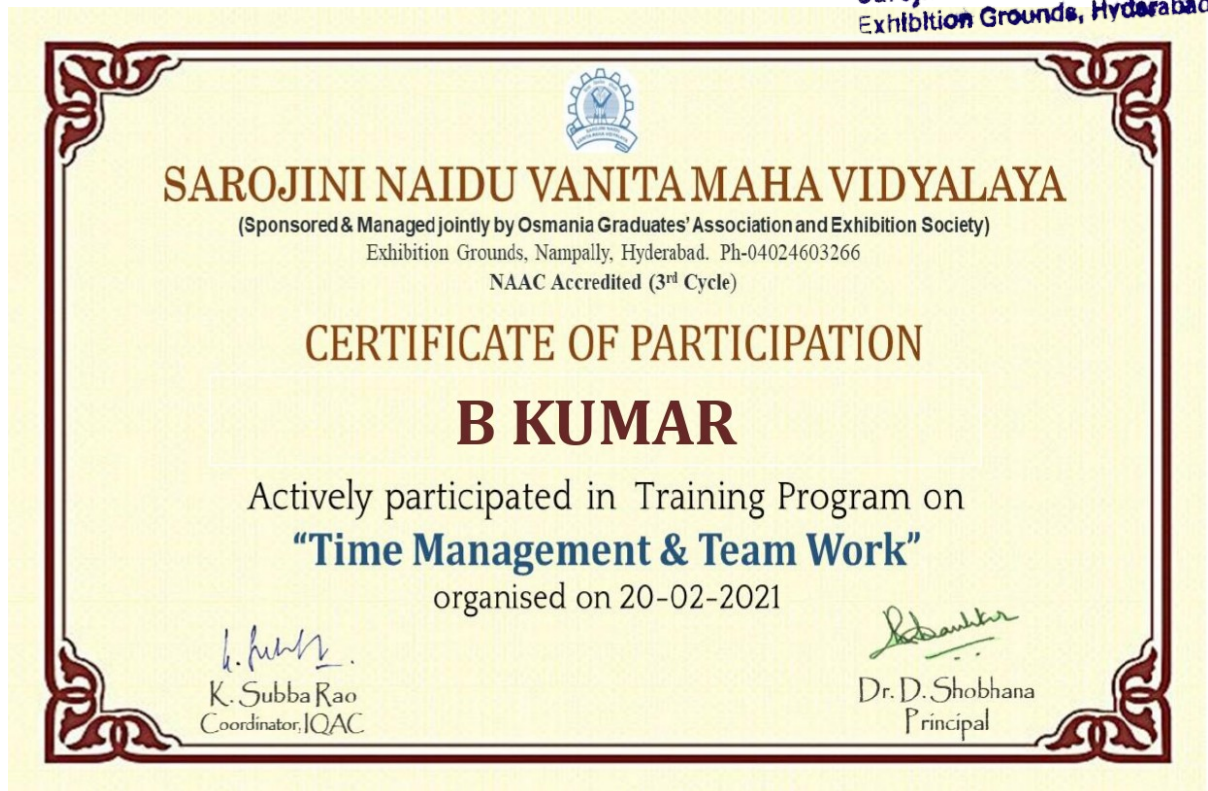 Exhibition Grounds, Hyderabad
SAROJINI NAIDU VANITA MAHA VIDYALAYA
(Sponsored & Managed jointly by Osmania Graduates' Association and Exhibition Society)
Exhibition Grounds, Nampally, Hyderabad. Ph-04024603266
NAAC Accredited (3rd Cycle)
CERTIFICATE OF PARTICIPATION
B KUMAR
Actively participated in Training Program on
“Time Management & Team Work”
organised on 20-02-2021
K. Subba Rao
Coordinator, IQAC
Dr. D. Shobhana
Principal